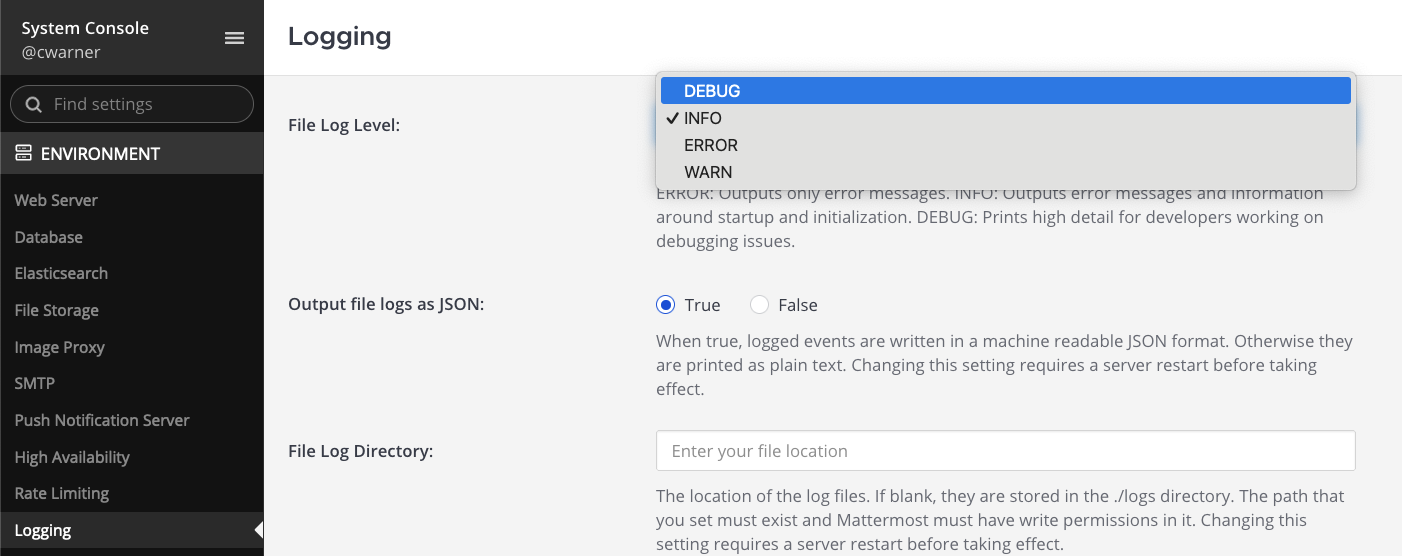 System Console
@cwarner
Find settings
ENVIRONMENT
Web Server
Database
Elasticsearch
File Storage
Image Proxy
SMTP
Push Notification Server
High Availability
Rate Limiting
Logging
Logging
File Log Level:
DEBUG
INFO
ERROR
WARN
ERROR: Outputs only error messages. INFO: Outputs error messages and information
around startup and initialization. DEBUG: Prints high detail for developers working on
debugging issues.
Output file logs as JSON:
True False
When true, logged events are written in a machine readable JSON format. Otherwise they
are printed as plain text. Changing this setting requires a server restart before taking
effect.
File Log Directory:
Enter your file location
The location of the log files. If blank, they are stored in the ./logs directory. The path that
you set must exist and Mattermost must have write permissions in it. Changing this
setting requires a server restart before taking effect.